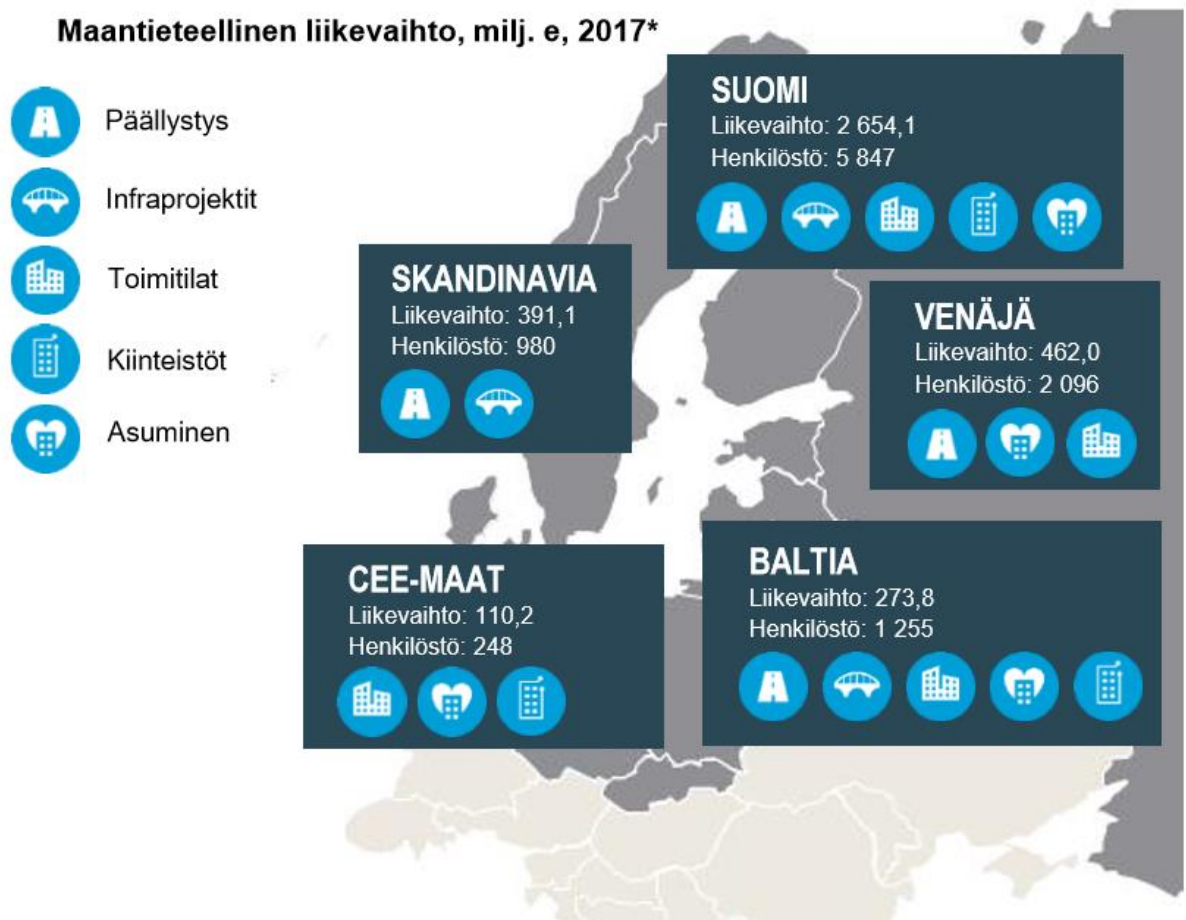 Maantieteellinen liikevaihto, milj. e, 2017*
Päällystys
Infraprojektit
Toimitilat
Kiinteistöt
Asuminen
SUOMI
Liikevaihto: 2 654,1
Henkilöstö: 5 847
SKANDINAVIA
Liikevaihto: 391,1
Henkilöstö: 980
VENÄJÄ
Liikevaihto: 462,0
Henkilöstö: 2 096
CEE-MAAT
Liikevaihto: 110,2
Henkilöstö: 248
BALTIA
Liikevaihto: 273,8
Henkilöstö: 1 255